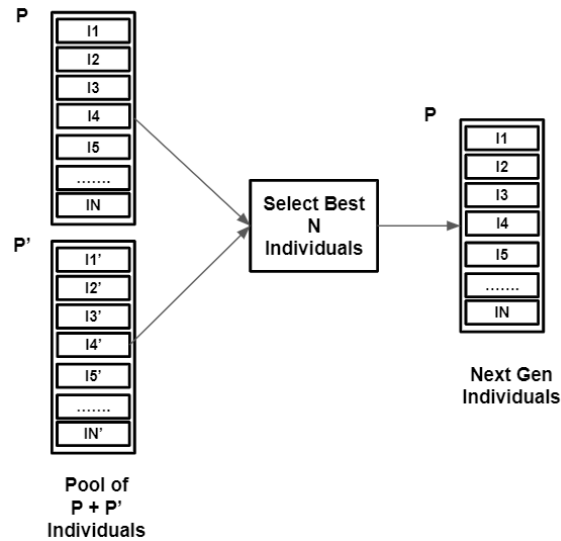 P
I1
I2
I3
I4
I5
.......
IN
P’
I1’
I2’
I3’
I4’
I5’
.......
IN’
Pool of
P + P’
Individuals
Select Best
N
Individuals
P
I1
I2
I3
I4
I5
.......
IN
Next Gen
Individuals